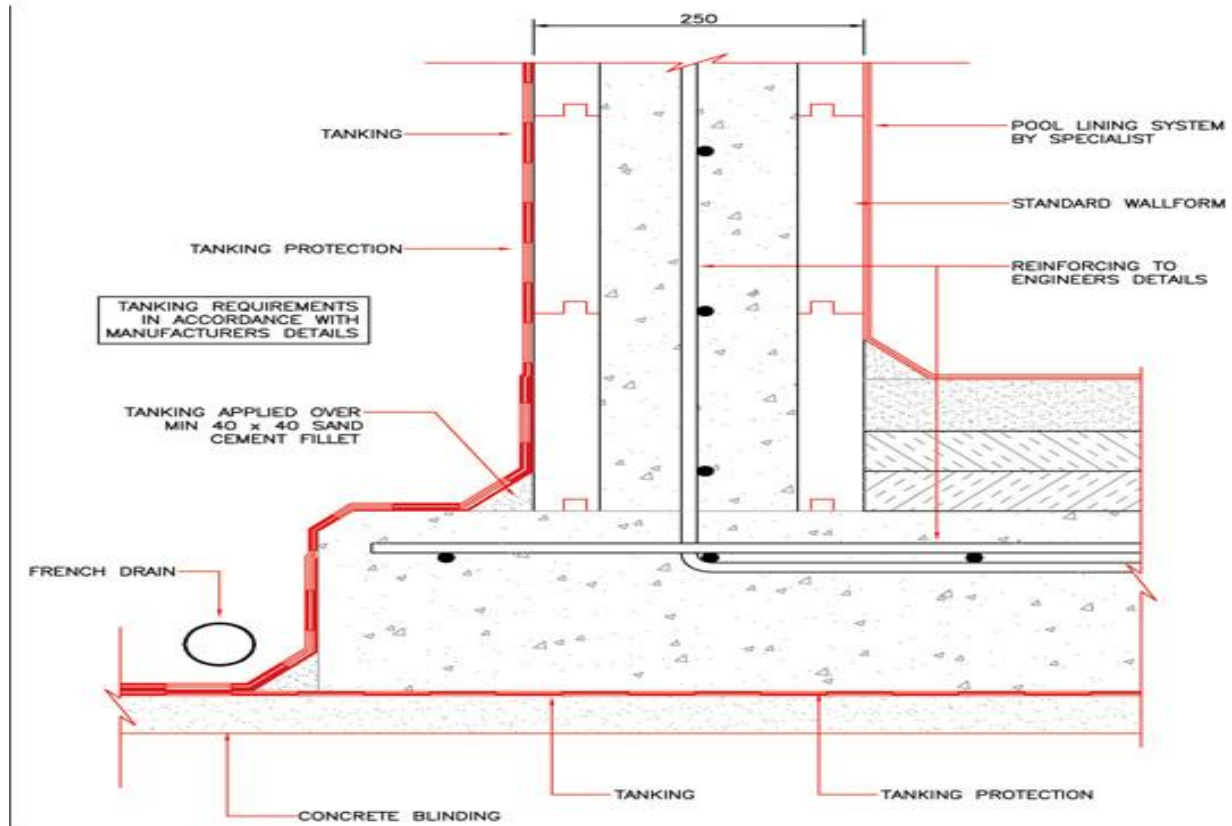 250
TANKING
POOL LINING SYSTEM
BY SPECIALIST
STANDARD WALLFORM
TANKING PROTECTION
REINFORCING TO
ENGINEERS DETAILS
TANKING REQUIREMENTS
IN ACCORDANCE WITH
MANUFACTURERS DETAILS
TANKING APPLIED OVER
MIN 40 x 40 SAND
CEMENT FILLET
FRENCH DRAIN
TANKING
TANKING PROTECTION
CONCRETE BLINDING